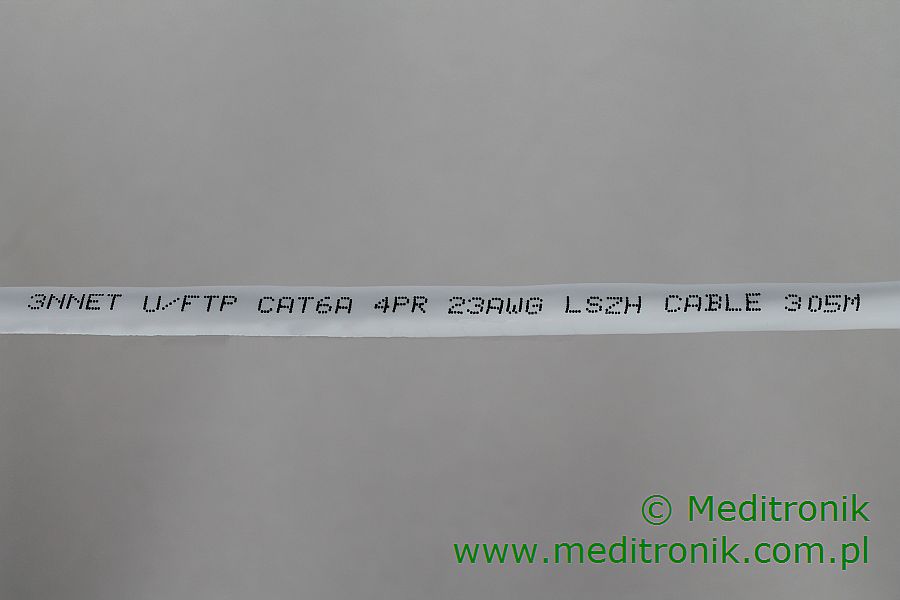 3NNET U/FTP CAT6A 4PR 23AWG LSZH CABLE 305M
© Meditronik
www.meditronik.com.pl